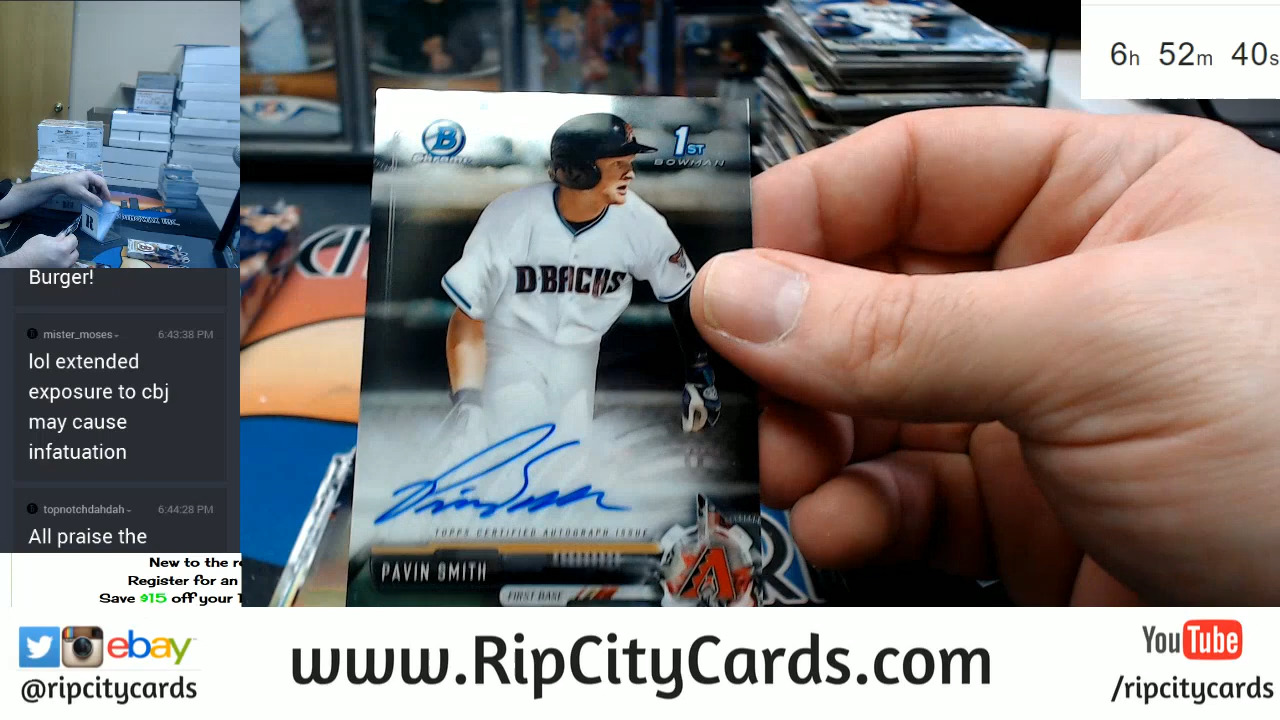 6h 52m 40s
B
Chrome
1ST
BOWMAN
DBACKS
TOPPS CERTIFIED AUTOGRAPH ISSUE
PAVIN SMITH
FIRST BASE
A
R
Burger!
mister_moses
6:43:38 PM
lol extended
exposure to cbj
may cause
infatuation
topnotchdahdah
6:44:28 PM
All praise the
New to the
Register for an
Save $15 off your
ebay
@ripcitycards
www.RipCityCards.com
YouTube
/ripcitycards